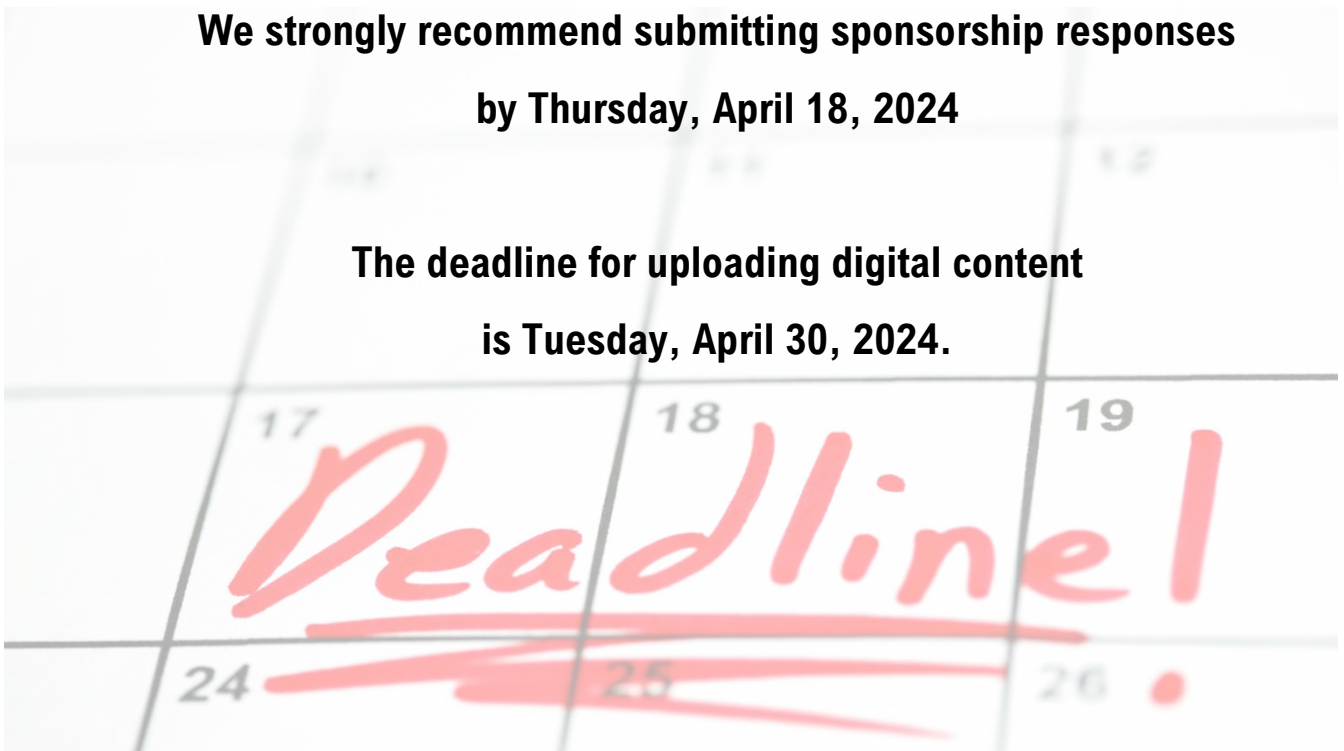 We strongly recommend submitting sponsorship responses
by Thursday, April 18, 2024
12
The deadline for uploading digital content
is Tuesday, April 30, 2024.
17 18 19
Deadline!
24 25 26